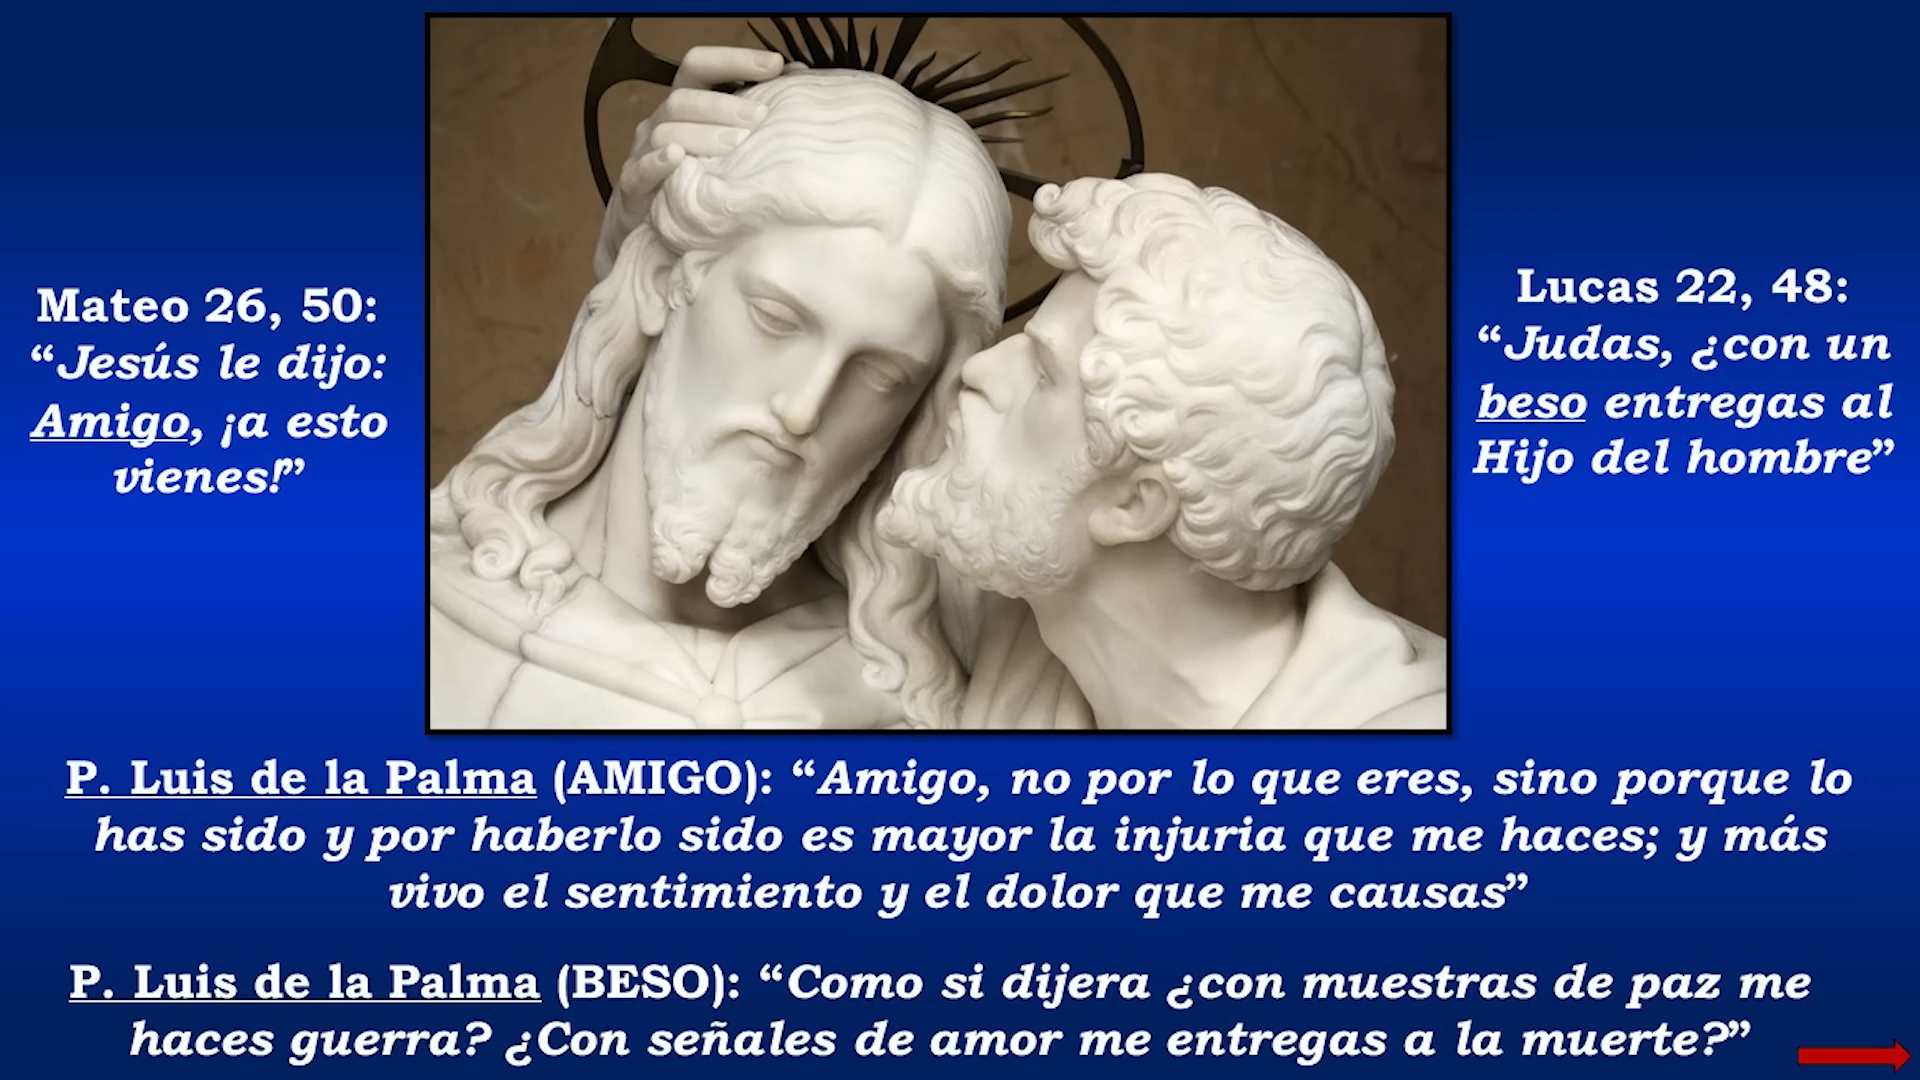 Mateo 26, 50:
“Jesús le dijo:
Amigo, ¡a esto
vienes!”
Lucas 22, 48:
“Judas, ¿con un
beso entregas al
Hijo del hombre”
P. Luis de la Palma (AMIGO): “Amigo, no por lo que eres, sino porque lo
has sido y por haberlo sido es mayor la injuria que me haces; y más
vivo el sentimiento y el dolor que me causas”
P. Luis de la Palma (BESO): “Como si dijera ¿con muestras de paz me
haces guerra? ¿Con señales de amor me entregas a la muerte?”